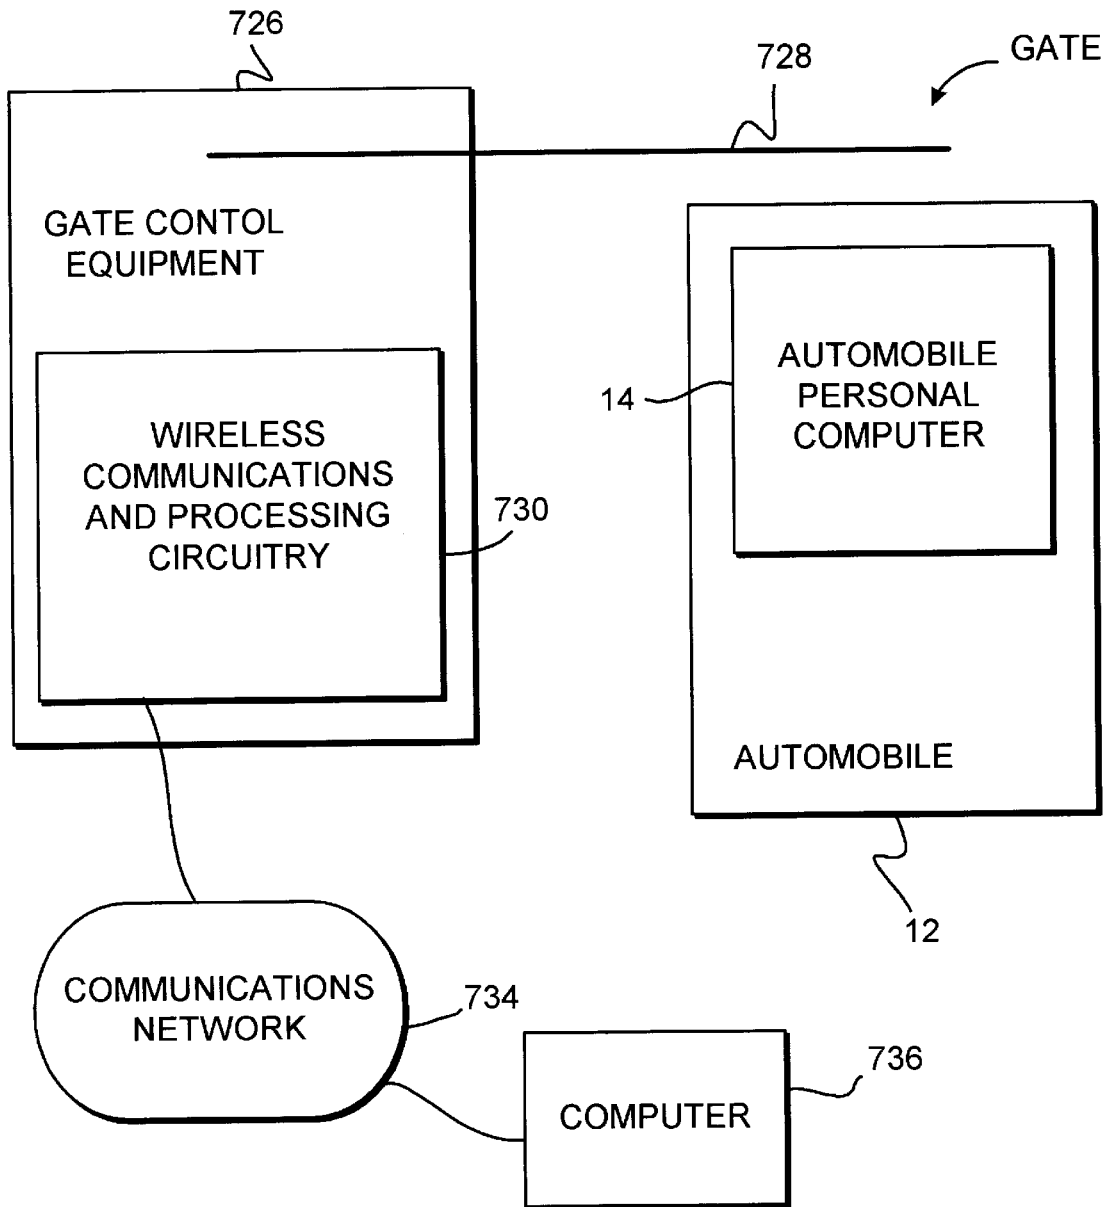 726
728
GATE
GATE CONTOL
EQUIPMENT
AUTOMOBILE
PERSONAL
COMPUTER
14
WIRELESS
COMMUNICATIONS
AND PROCESSING
CIRCUITRY
730
AUTOMOBILE
12
COMMUNICATIONS
NETWORK
734
COMPUTER
736